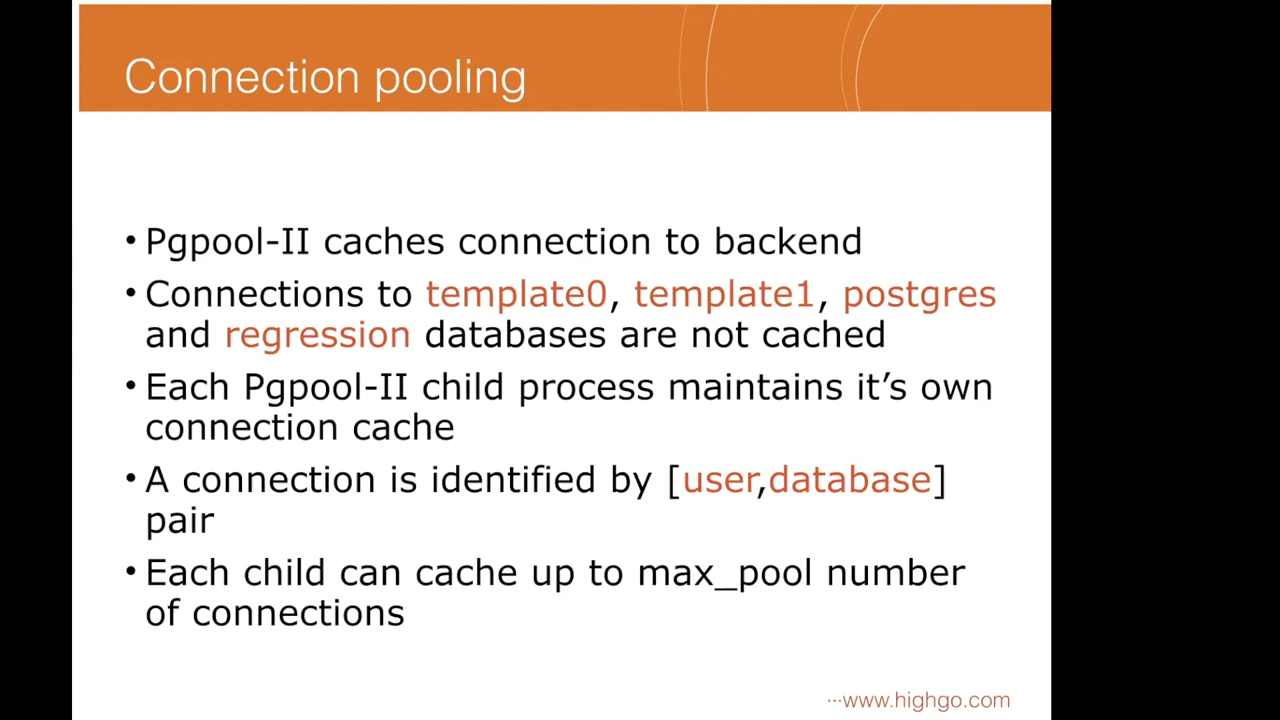 Connection pooling
• Pgpool-II caches connection to backend
• Connections to template0, template1, postgres
and regression databases are not cached
• Each Pgpool-II child process maintains it’s own
connection cache
• A connection is identified by [user,database]
pair
• Each child can cache up to max_pool number
of connections
···www.highgo.com